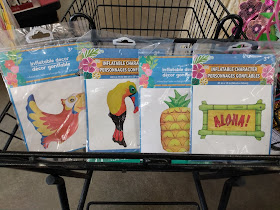 inflatable decor
décor gonflable
INFLATABLE CHARACTER
PERSONNAGES GONFLABLES
inflatable decor
décor gonflable
INFLATABLE CHARACTER
PERSONNAGES GONFLABLES
ALOHA!